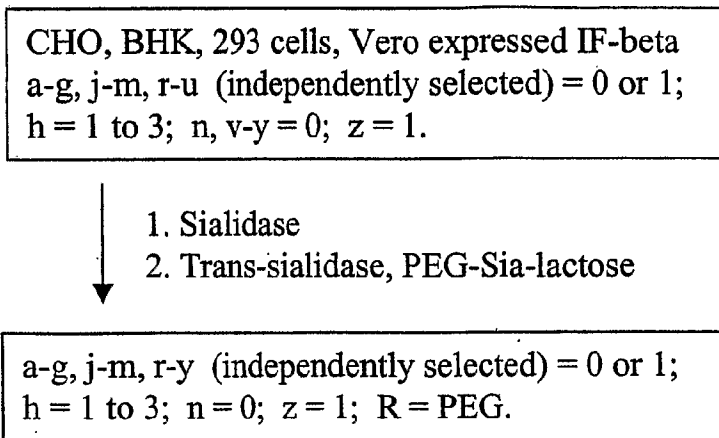 CHO, BHK, 293 cells, Vero expressed IF-beta
a-g, j-m, r-u (independently selected) = 0 or 1;
h = 1 to 3; n, v-y = 0; z = 1.
1. Sialidase
2. Trans-sialidase, PEG-Sia-lactose
a-g, j-m, r-y (independently selected) = 0 or 1;
h = 1 to 3; n = 0; z = 1; R = PEG.